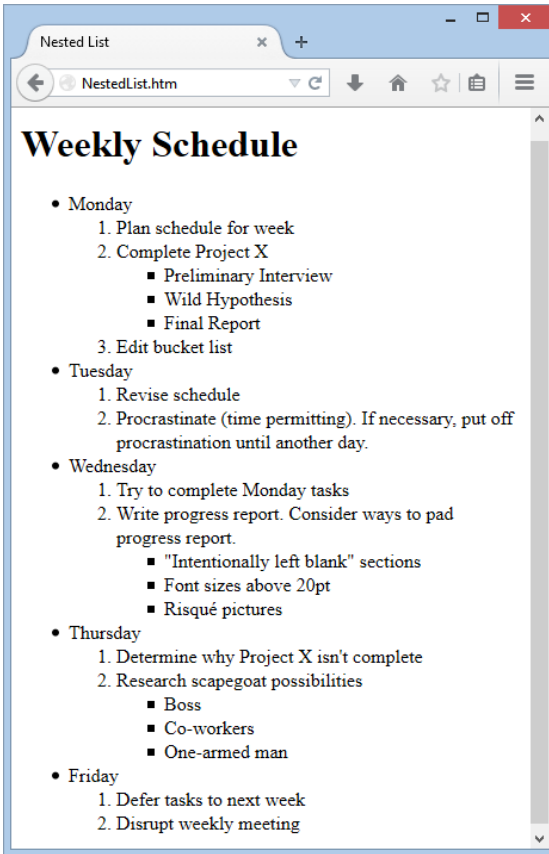 Nested List
NestedList.htm
Weekly Schedule
• Monday
1. Plan schedule for week
2. Complete Project X
▪ Preliminary Interview
▪ Wild Hypothesis
▪ Final Report
3. Edit bucket list
• Tuesday
1. Revise schedule
2. Procrastinate (time permitting). If necessary, put off
procrastination until another day.
• Wednesday
1. Try to complete Monday tasks
2. Write progress report. Consider ways to pad
progress report.
▪ "Intentionally left blank" sections
▪ Font sizes above 20pt
▪ Risqué pictures
• Thursday
1. Determine why Project X isn't complete
2. Research scapegoat possibilities
▪ Boss
▪ Co-workers
▪ One-armed man
• Friday
1. Defer tasks to next week
2. Disrupt weekly meeting